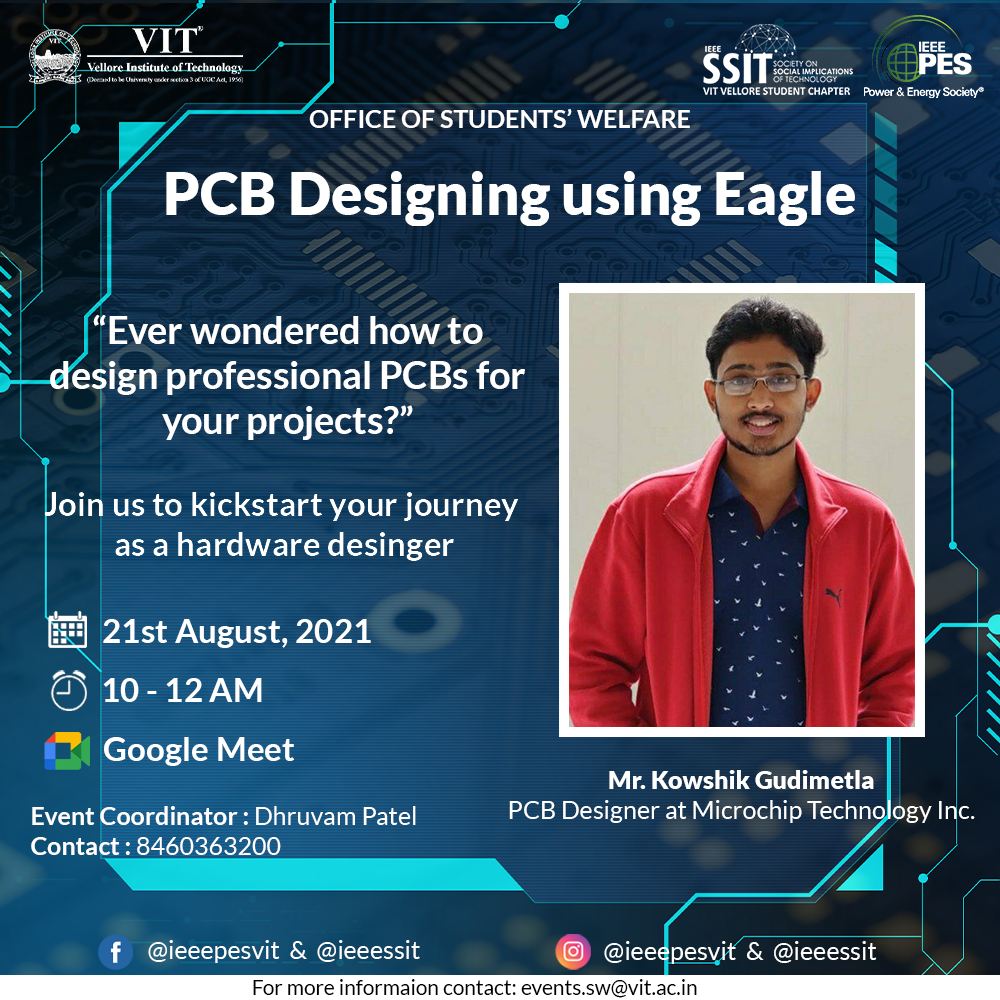 VIT®
Vellore Institute of Technology
(Deemed to be University under section 3 of UGC Act, 1956)
IEEE
SSIT
SOCIETY ON
SOCIAL IMPLICATIONS
OF TECHNOLOGY
VIT VELLORE STUDENT CHAPTER
IEEE
PES
Power & Energy Society®
OFFICE OF STUDENTS’ WELFARE
PCB Designing using Eagle
“Ever wondered how to
design professional PCBs for
your projects?”
Join us to kickstart your journey
as a hardware desinger
21st August, 2021
10 - 12 AM
Google Meet
Event Coordinator : Dhruvam Patel
Contact : 8460363200
Mr. Kowshik Gudimetla
PCB Designer at Microchip Technology Inc.
@ieeepesvit & @ieeessit
@ieeepesvit & @ieeessit
For more informaion contact: events.sw@vit.ac.in